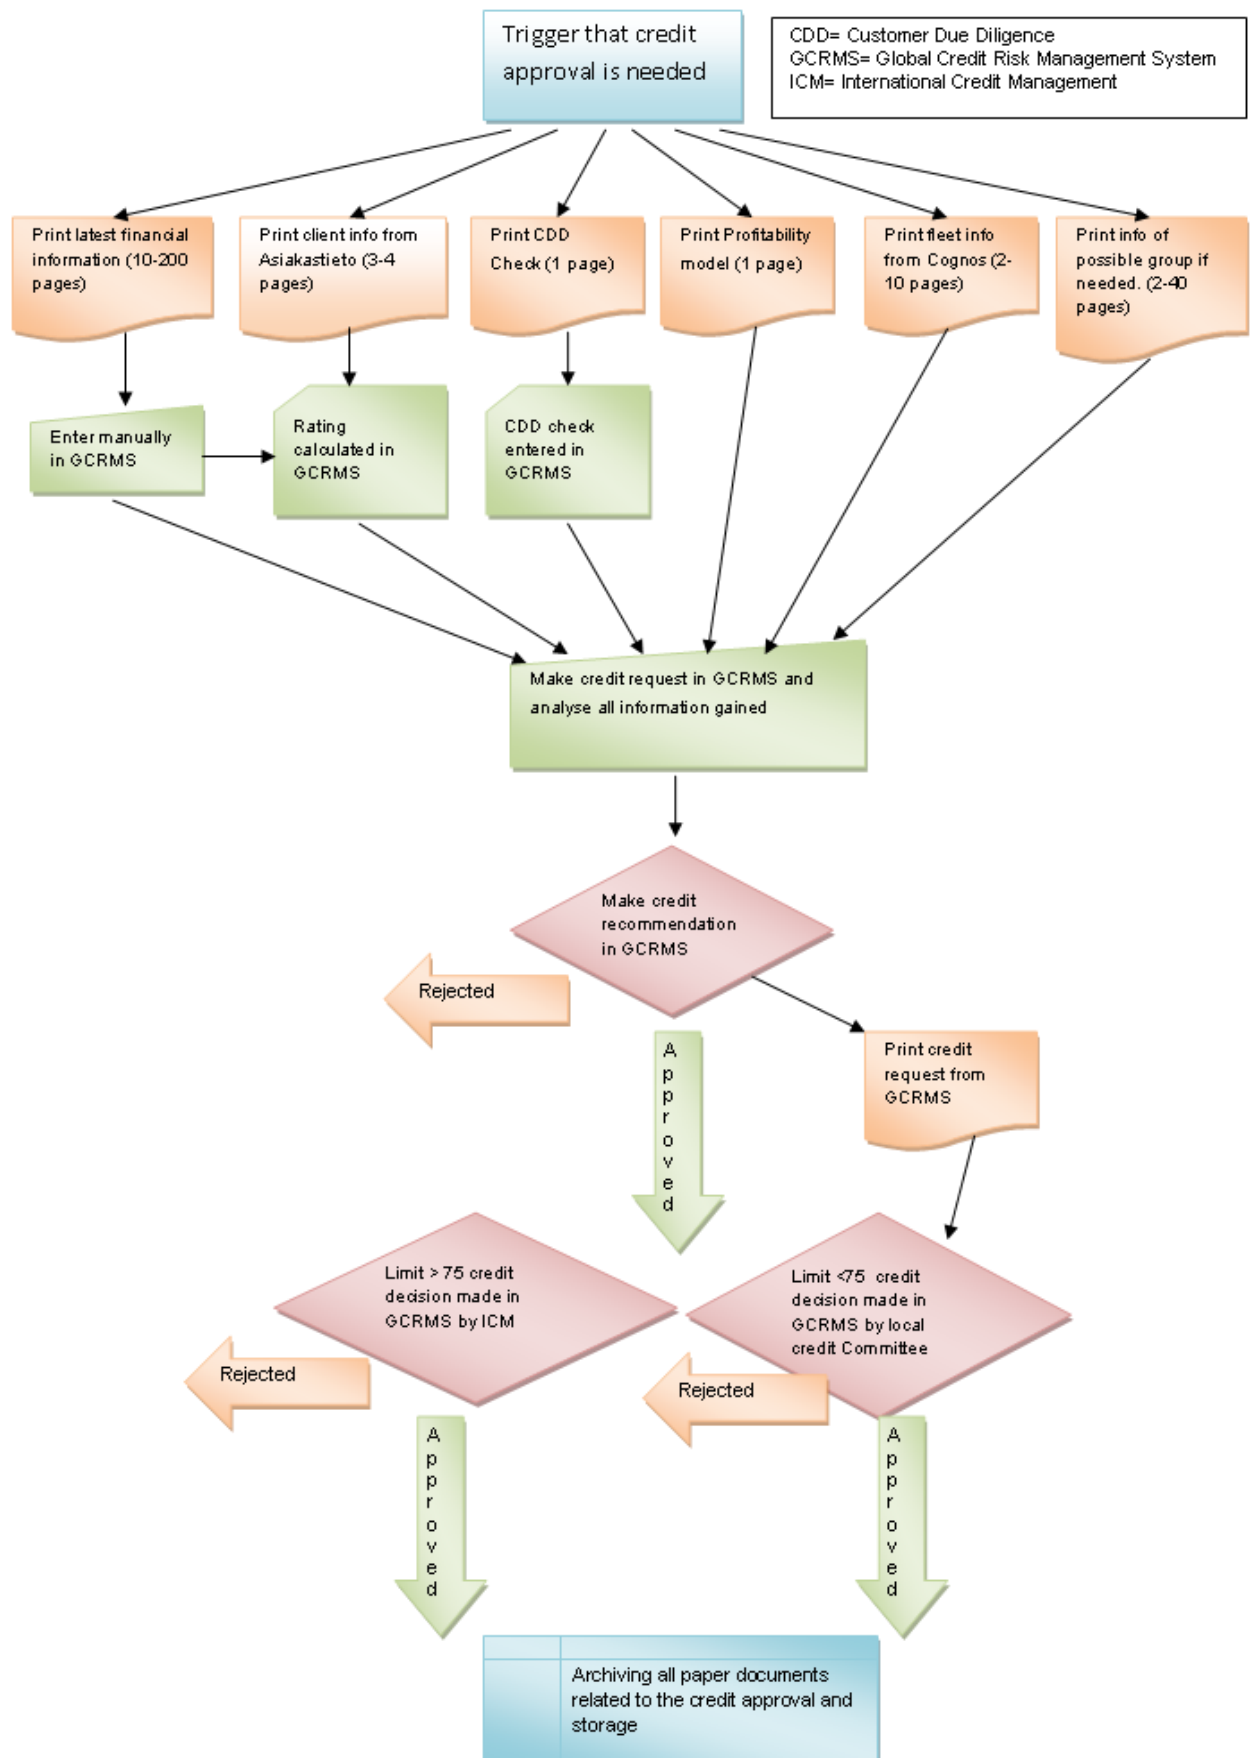 Trigger that credit
approval is needed
CDD= Customer Due Diligence
GCRMS= Global Credit Risk Management System
ICM= International Credit Management
Print latest financial
information (10-200
pages)
Print client info from
Asiakastieto (3-4
pages)
Print CDD
Check (1 page)
Print Profitability
model (1 page)
Print fleet info
from Cognos (2-
10 pages)
Print info of
possible group if
needed. (2-40
pages)
Enter manually
in GCRMS
Rating
calculated in
GCRMS
CDD check
entered in
GCRMS
Make credit request in GCRMS and
analyse all information gained
Make credit
recommendation
in GCRMS
Rejected
Approved
Print credit
request from
GCRMS
Limit > 75 credit
decision made in
GCRMS by ICM
Limit <75 credit
decision made in
GCRMS by local
credit Committee
Rejected
Rejected
Approved
Approved
Archiving all paper documents
related to the credit approval and
storage